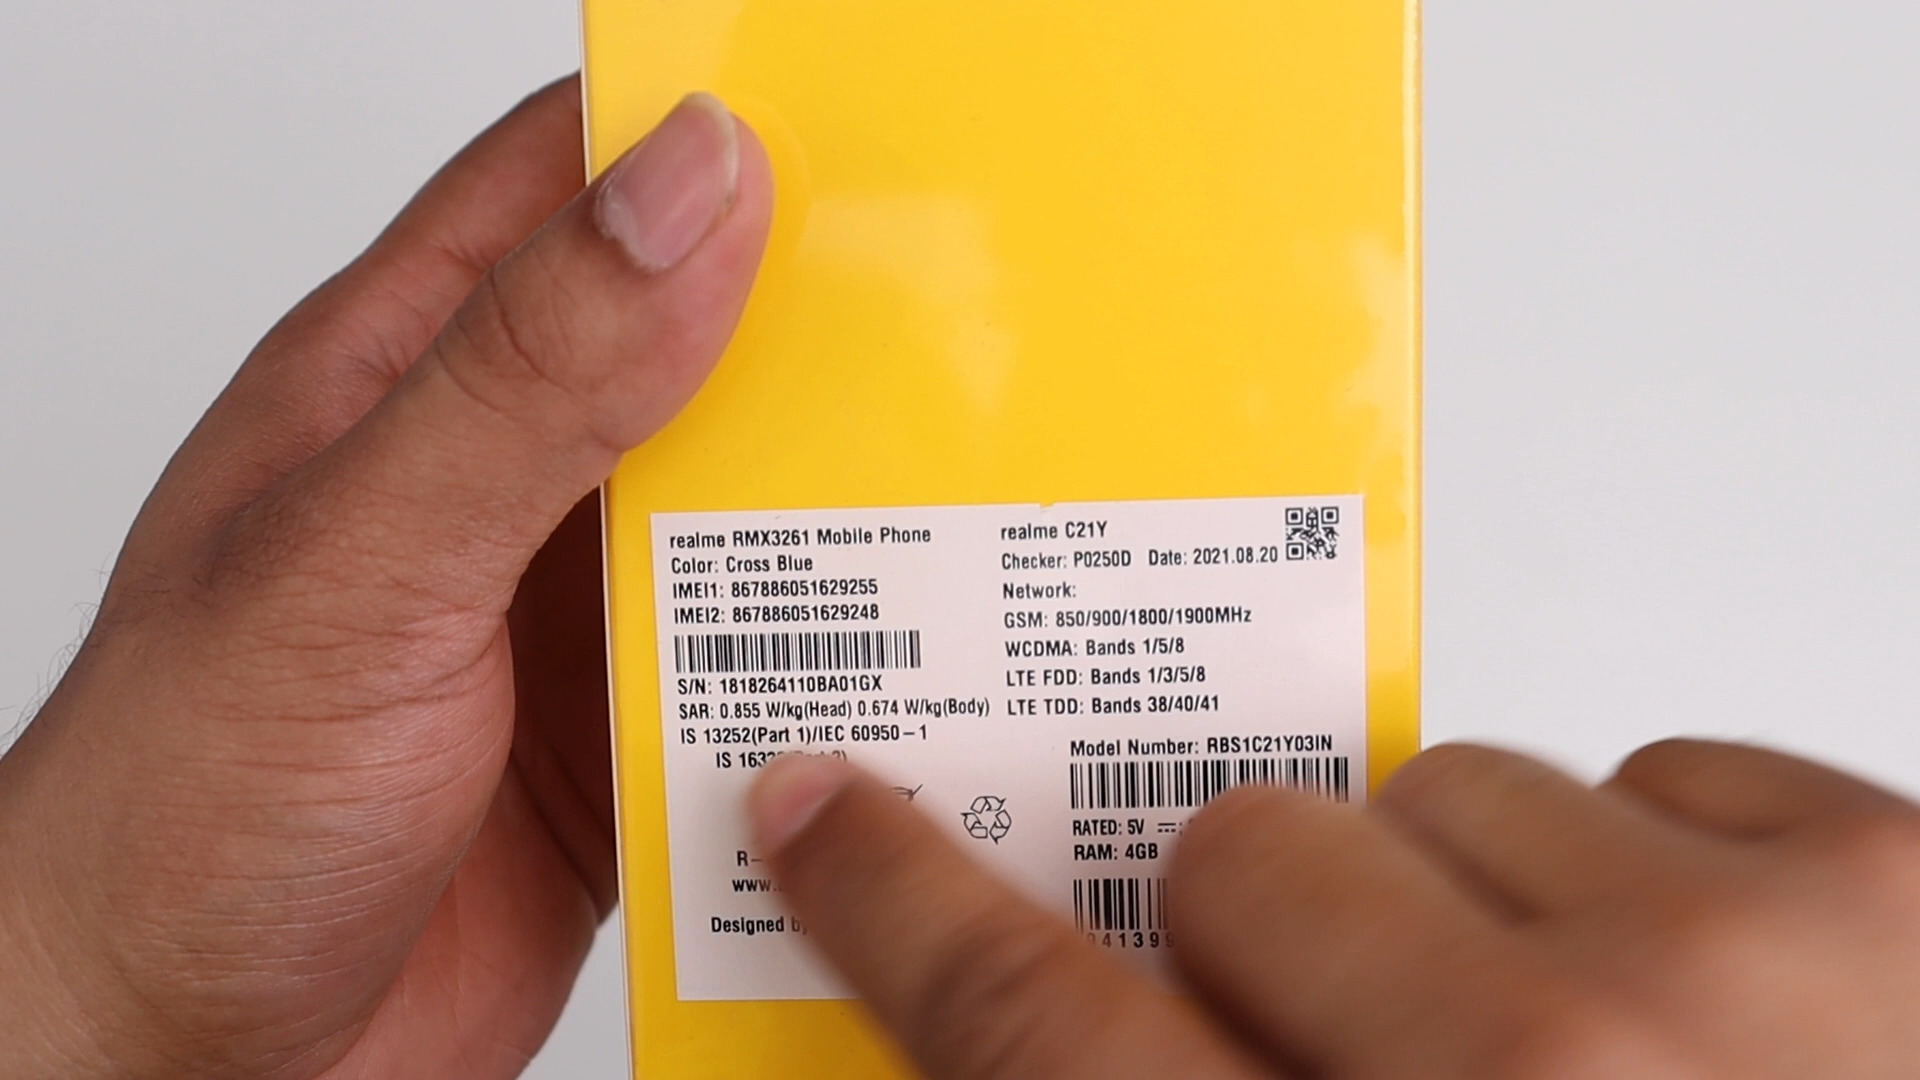 realme RMX3261 Mobile Phone
Color: Cross Blue
IMEI1: 867886051629255
IMEI2: 867886051629248
S/N: 1818264110BA01GX
SAR: 0.855 W/kg(Head) 0.674 W/kg(Body)
IS 13252(Part 1)/IEC 60950-1
IS
R-
www.
Designed by
realme C21Y
Checker: P0250D Date: 2021.08.20
Network:
GSM: 850/900/1800/1900MHz
WCDMA: Bands 1/5/8
LTE FDD: Bands 1/3/5/8
LTE TDD: Bands 38/40/41
Model Number: RBS1C21Y03IN
RATED: 5V
RAM: 4GB